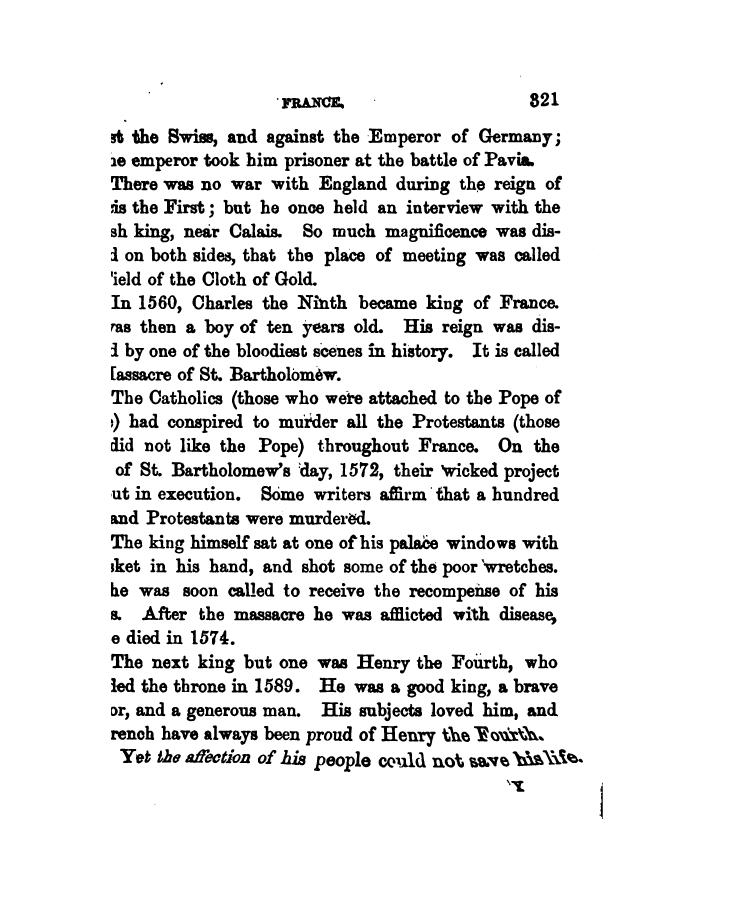 FRANCE. 321
st the Swiss, and against the Emperor of Germany;
ne emperor took him prisoner at the battle of Pavia.
There was no war with England during the reign of
is the First; but he once held an interview with the
sh king, near Calais. So much magnificence was dis-
d on both sides, that the place of meeting was called
ield of the Cloth of Gold.
In 1560, Charles the Ninth became king of France.
as then a boy of ten years old. His reign was dis-
d by one of the bloodiest scenes in history. It is called
assacre of St. Bartholomew.
The Catholics (those who were attached to the Pope of
) had conspired to murder all the Protestants (those
did not like the Pope) throughout France. On the
of St. Bartholomew's day, 1572, their wicked project
ut in execution. Some writers affirm that a hundred
and Protestants were murdered.
The king himself sat at one of his palace windows with
sket in his hand, and shot some of the poor wretches.
he was soon called to receive the recompense of his
s. After the massacre he was afflicted with disease,
e died in 1574.
The next king but one was Henry the Fourth, who
ded the throne in 1589. He was a good king, a brave
or, and a generous man. His subjects loved him, and
rench have always been proud of Henry the Fourth.
Yet the affection of his people could not save his life.
Y